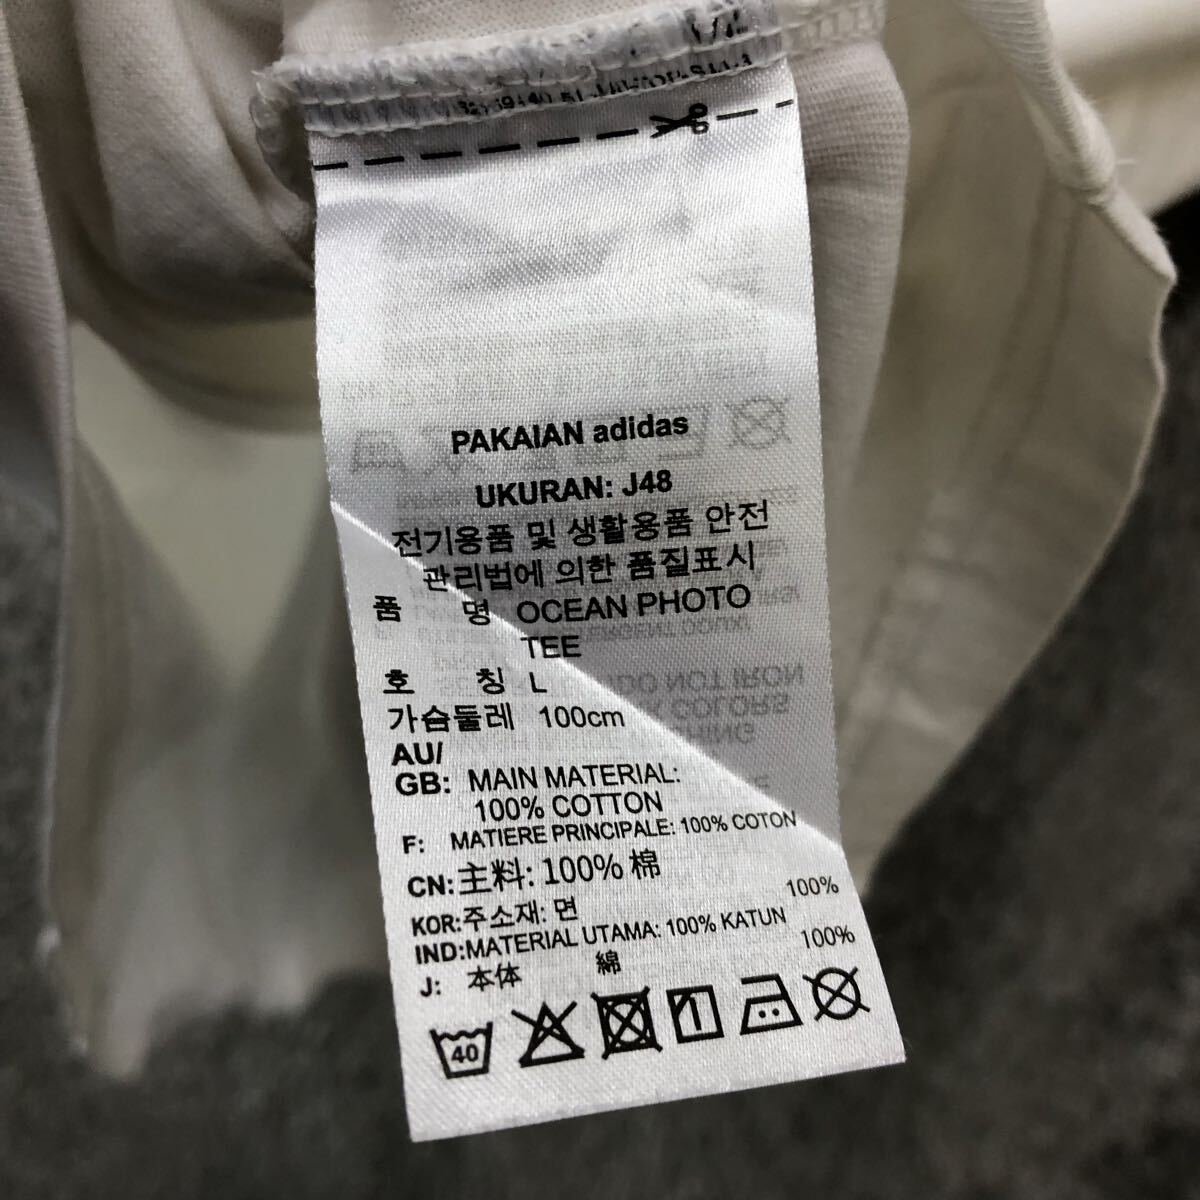 PAKAIAN adidas
UKURAN: J48
전기용품 및 생활용품 안전
관리법에 의한 품질표시
품 명 OCEAN PHOTO
TEE
호 칭 L
가슴둘레 100cm
AU/
GB: MAIN MATERIAL:
100% COTTON
F: MATIERE PRINCIPALE: 100% COTON
CN:主料: 100% 棉
KOR:주소재: 면 100%
IND:MATERIAL UTAMA: 100% KATUN
J: 本体 綿 100%
40